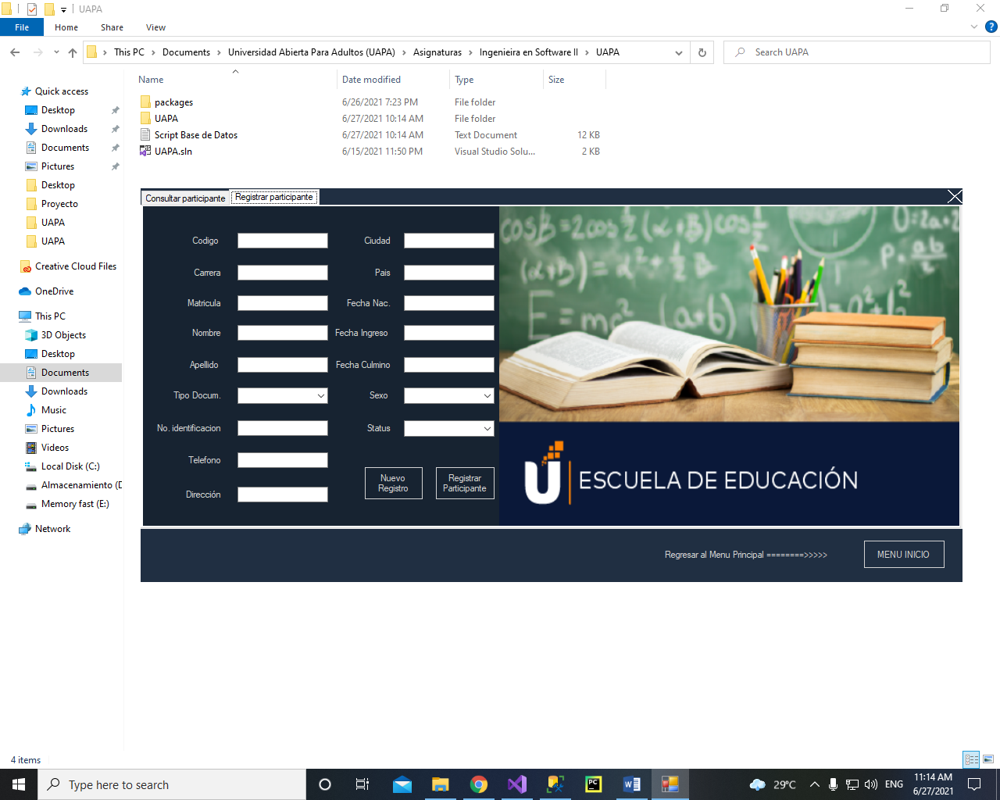 UAPA
File Home Share View
This PC Documents Universidad Abierta Para Adultos (UAPA) Asignaturas Ingenieira en Software II UAPA
Search UAPA
Name Date modified Type Size
packages 6/26/2021 7:23 PM File folder
UAPA 6/27/2021 10:14 AM File folder
Script Base de Datos 6/27/2021 10:14 AM Text Document 12 KB
UAPA.sln 6/15/2021 11:50 PM Visual Studio Solu... 2 KB
Quick access
Desktop
Downloads
Documents
Pictures
Desktop
Proyecto
UAPA
UAPA
Creative Cloud Files
OneDrive
This PC
3D Objects
Desktop
Documents
Downloads
Music
Pictures
Videos
Local Disk (C:)
Almacenamiento (D
Memory fast (E:)
Network
Consultar participante Registrar participante
Codigo Ciudad
Carrera Pais
Matricula Fecha Nac.
Nombre Fecha Ingreso
Apellido Fecha Culmino
Tipo Docum. Sexo
No. identificacion Status
Telefono
Dirección
Nuevo Registro
Registrar Participante
U ESCUELA DE EDUCACIÓN
Regresar al Menu Principal ========>>>>>
MENU INICIO
4 items
Type here to search
PC
29°C ENG 11:14 AM
6/27/2021